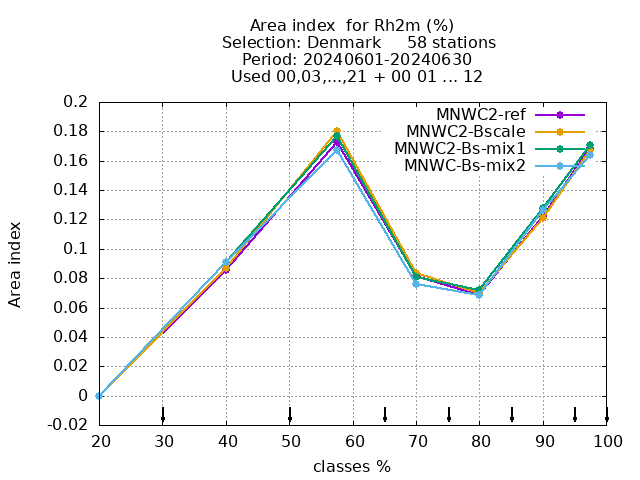 Area index  for Rh2m (%)
Selection: Denmark     58 stations
Period: 20240601-20240630
Used 00,03,...,21 + 00 01 ... 12
MNWC2-ref
MNWC2-Bscale
MNWC2-Bs-mix1
MNWC-Bs-mix2
Area index
0.2
0.18
0.16
0.14
0.12
0.1
0.08
0.06
0.04
0.02
0
-0.02
20 30 40 50 60 70 80 90 100
classes %